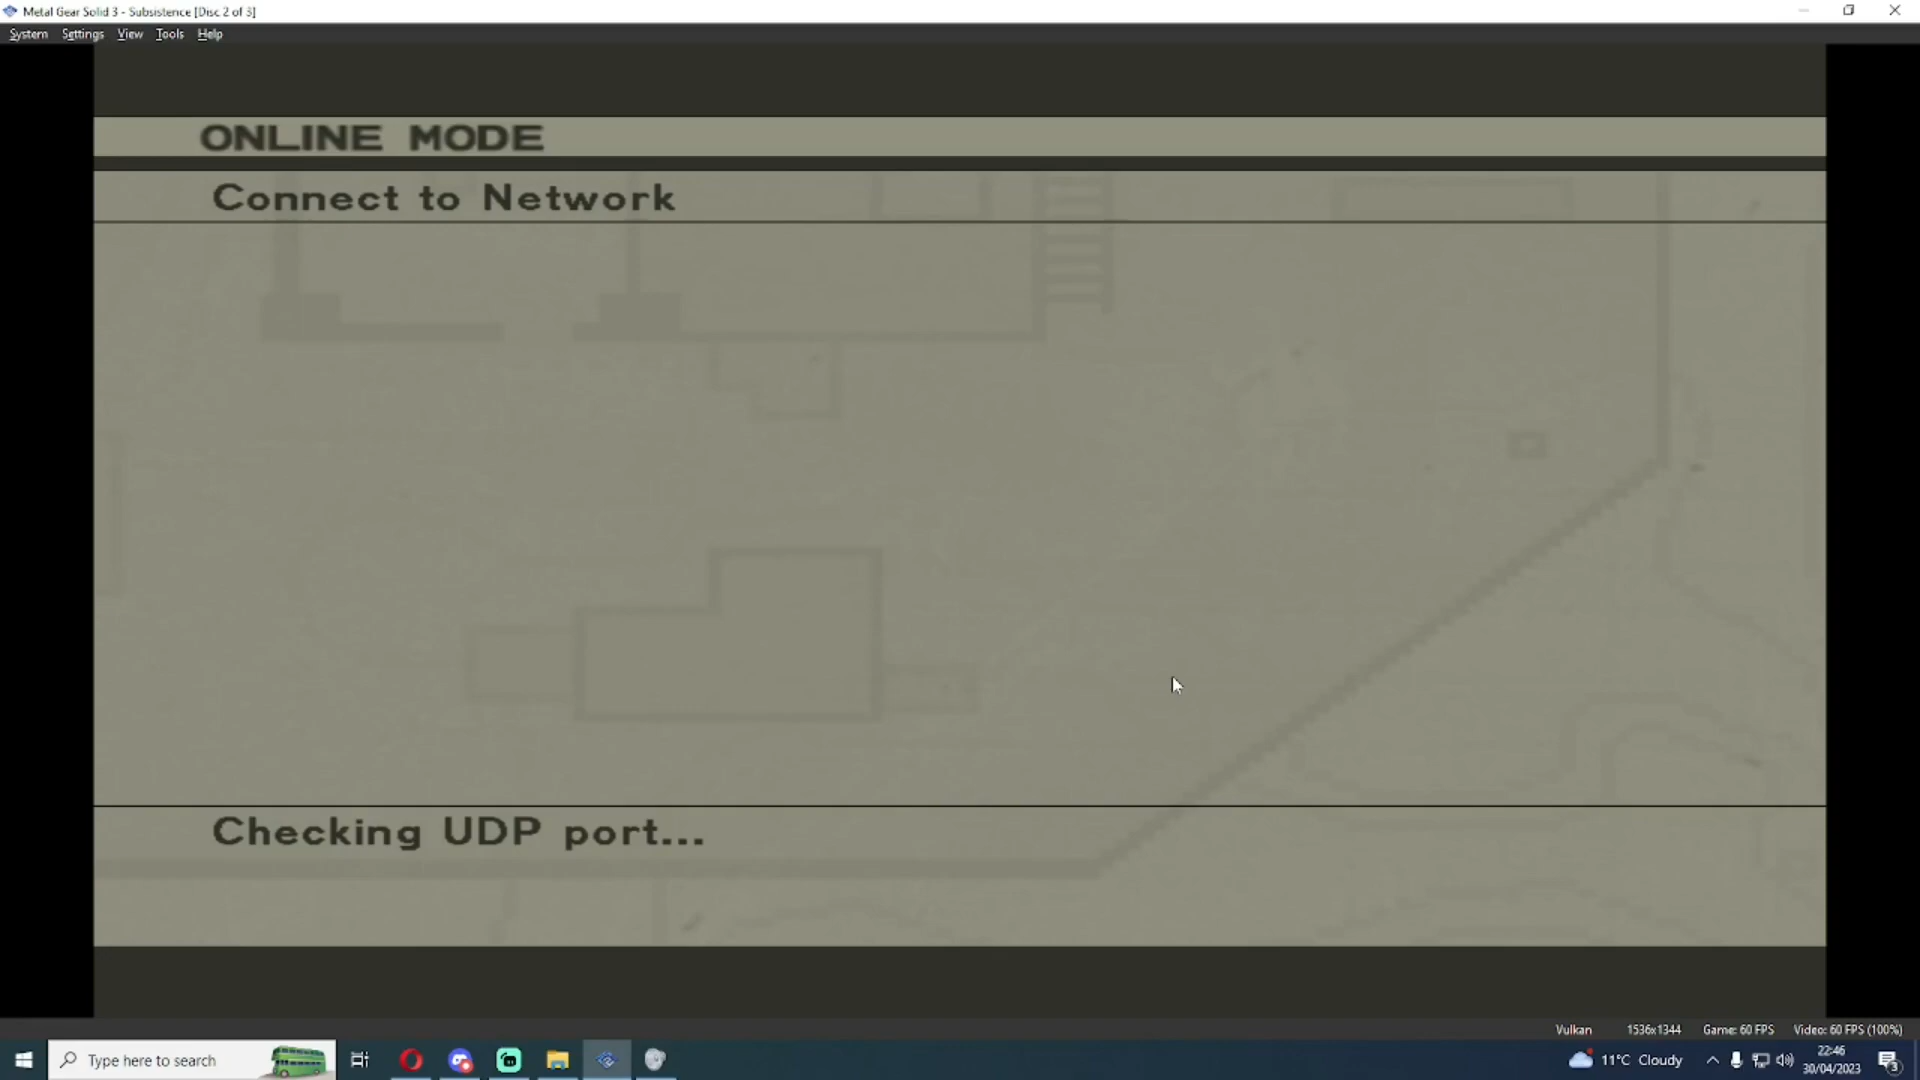 Metal Gear Solid 3 - Subsistence [Disc 2 of 3]
System Settings View Tools Help
ONLINE MODE
Connect to Network
Checking UDP port...
Vulkan 1536x1344 Game: 60 FPS Video: 60 FPS (100%)
Type here to search
11°C Cloudy
22:46
30/04/2023
3